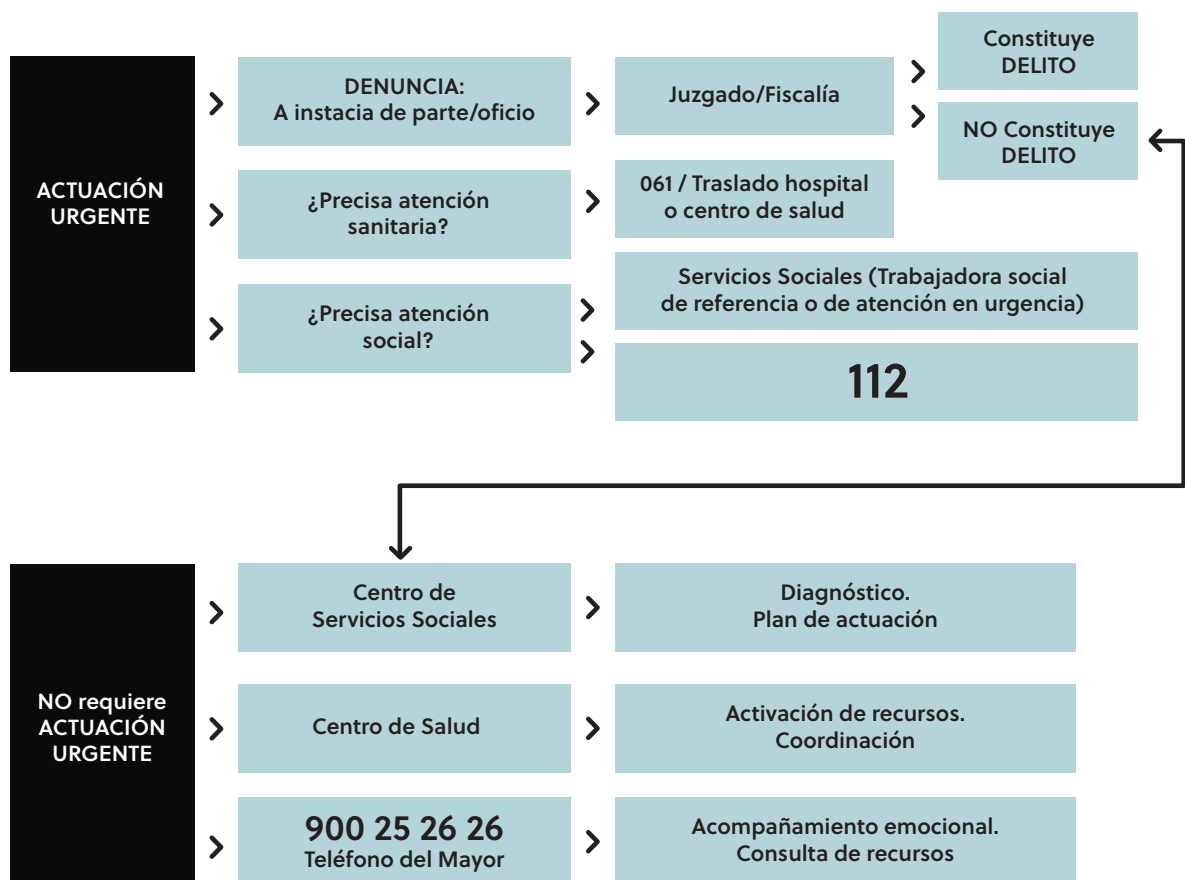 ACTUACIÓN
URGENTE
DENUNCIA:
A instacia de parte/oficio
Juzgado/Fiscalía
Constituye
DELITO
NO Constituye
DELITO
¿Precisa atención
sanitaria?
061 / Traslado hospital
o centro de salud
¿Precisa atención
social?
Servicios Sociales (Trabajadora social
de referencia o de atención en urgencia)
112
NO requiere
ACTUACIÓN
URGENTE
Centro de
Servicios Sociales
Diagnóstico.
Plan de actuación
Centro de Salud
Activación de recursos.
Coordinación
900 25 26 26
Teléfono del Mayor
Acompañamiento emocional.
Consulta de recursos